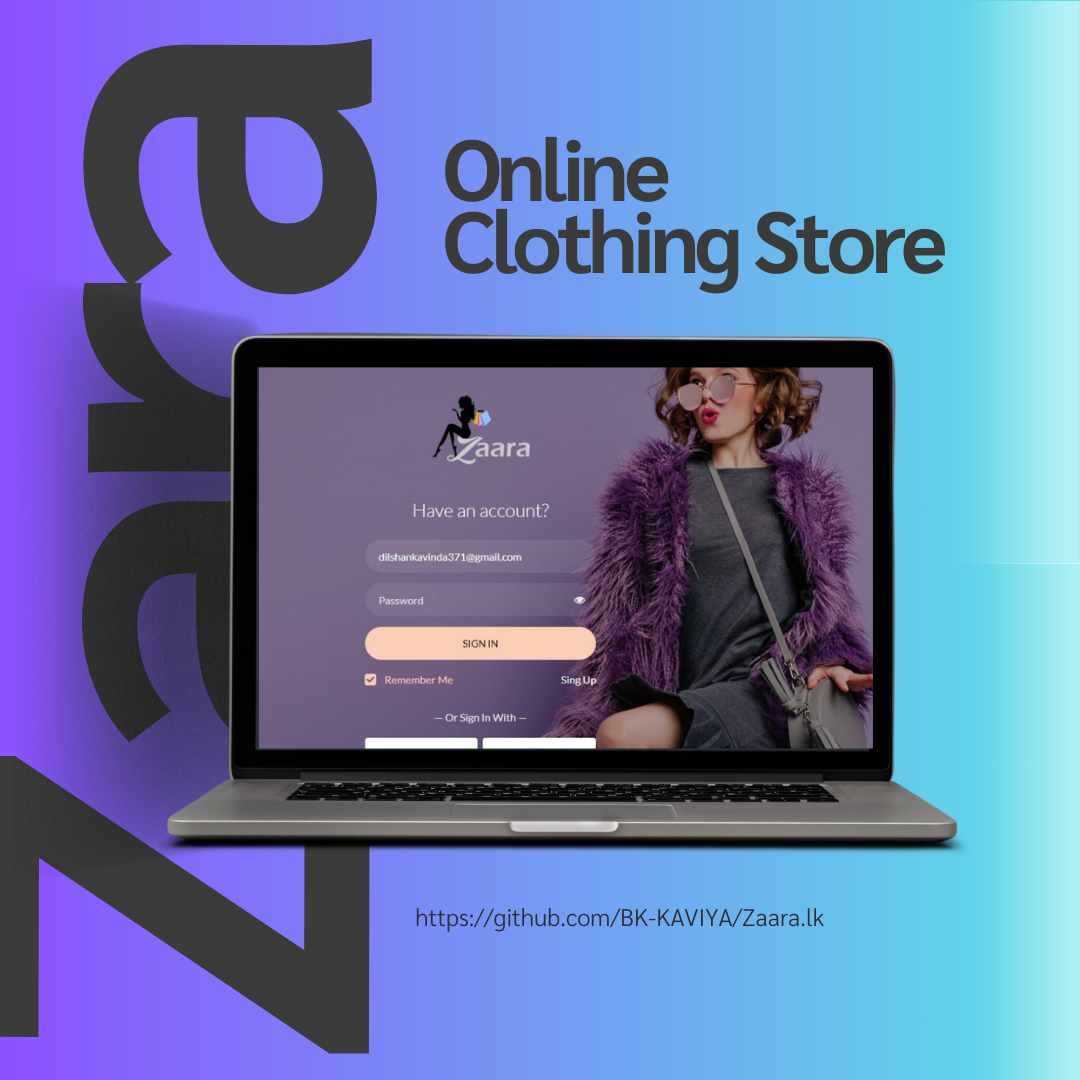 Zara
Online
Clothing Store
Zaara
Have an account?
dilshankavinda371@gmail.com
Password
SIGN IN
Remember Me
Sing Up
— Or Sign In With —
https://github.com/BK-KAVIYA/Zaara.lk